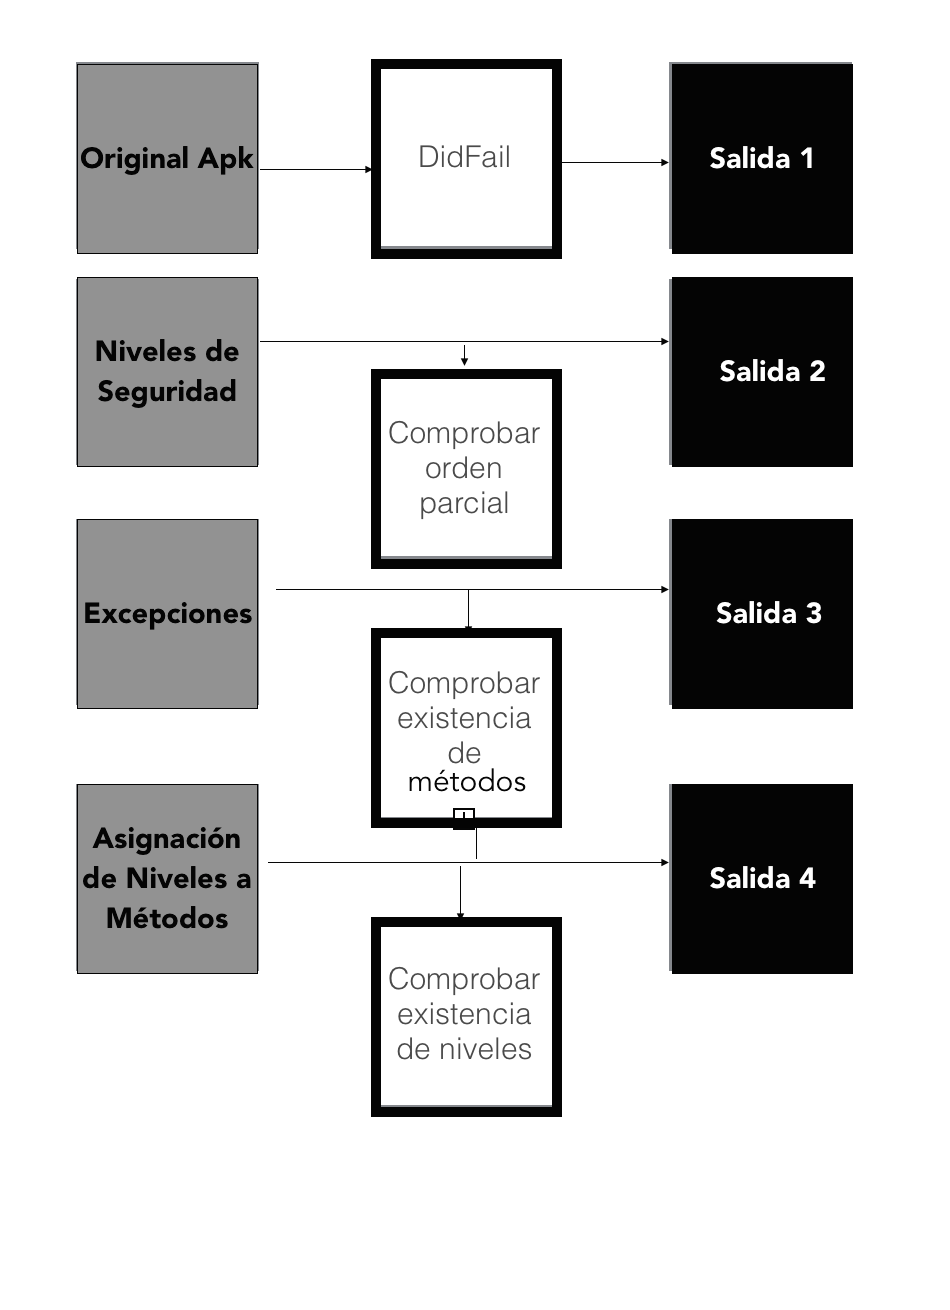 Original Apk
DidFail
Salida 1
Niveles de
Seguridad
Salida 2
Comprobar
orden
parcial
Excepciones
Salida 3
Comprobar
existencia
de
métodos
Asignación
de Niveles a
Métodos
Salida 4
Comprobar
existencia
de niveles